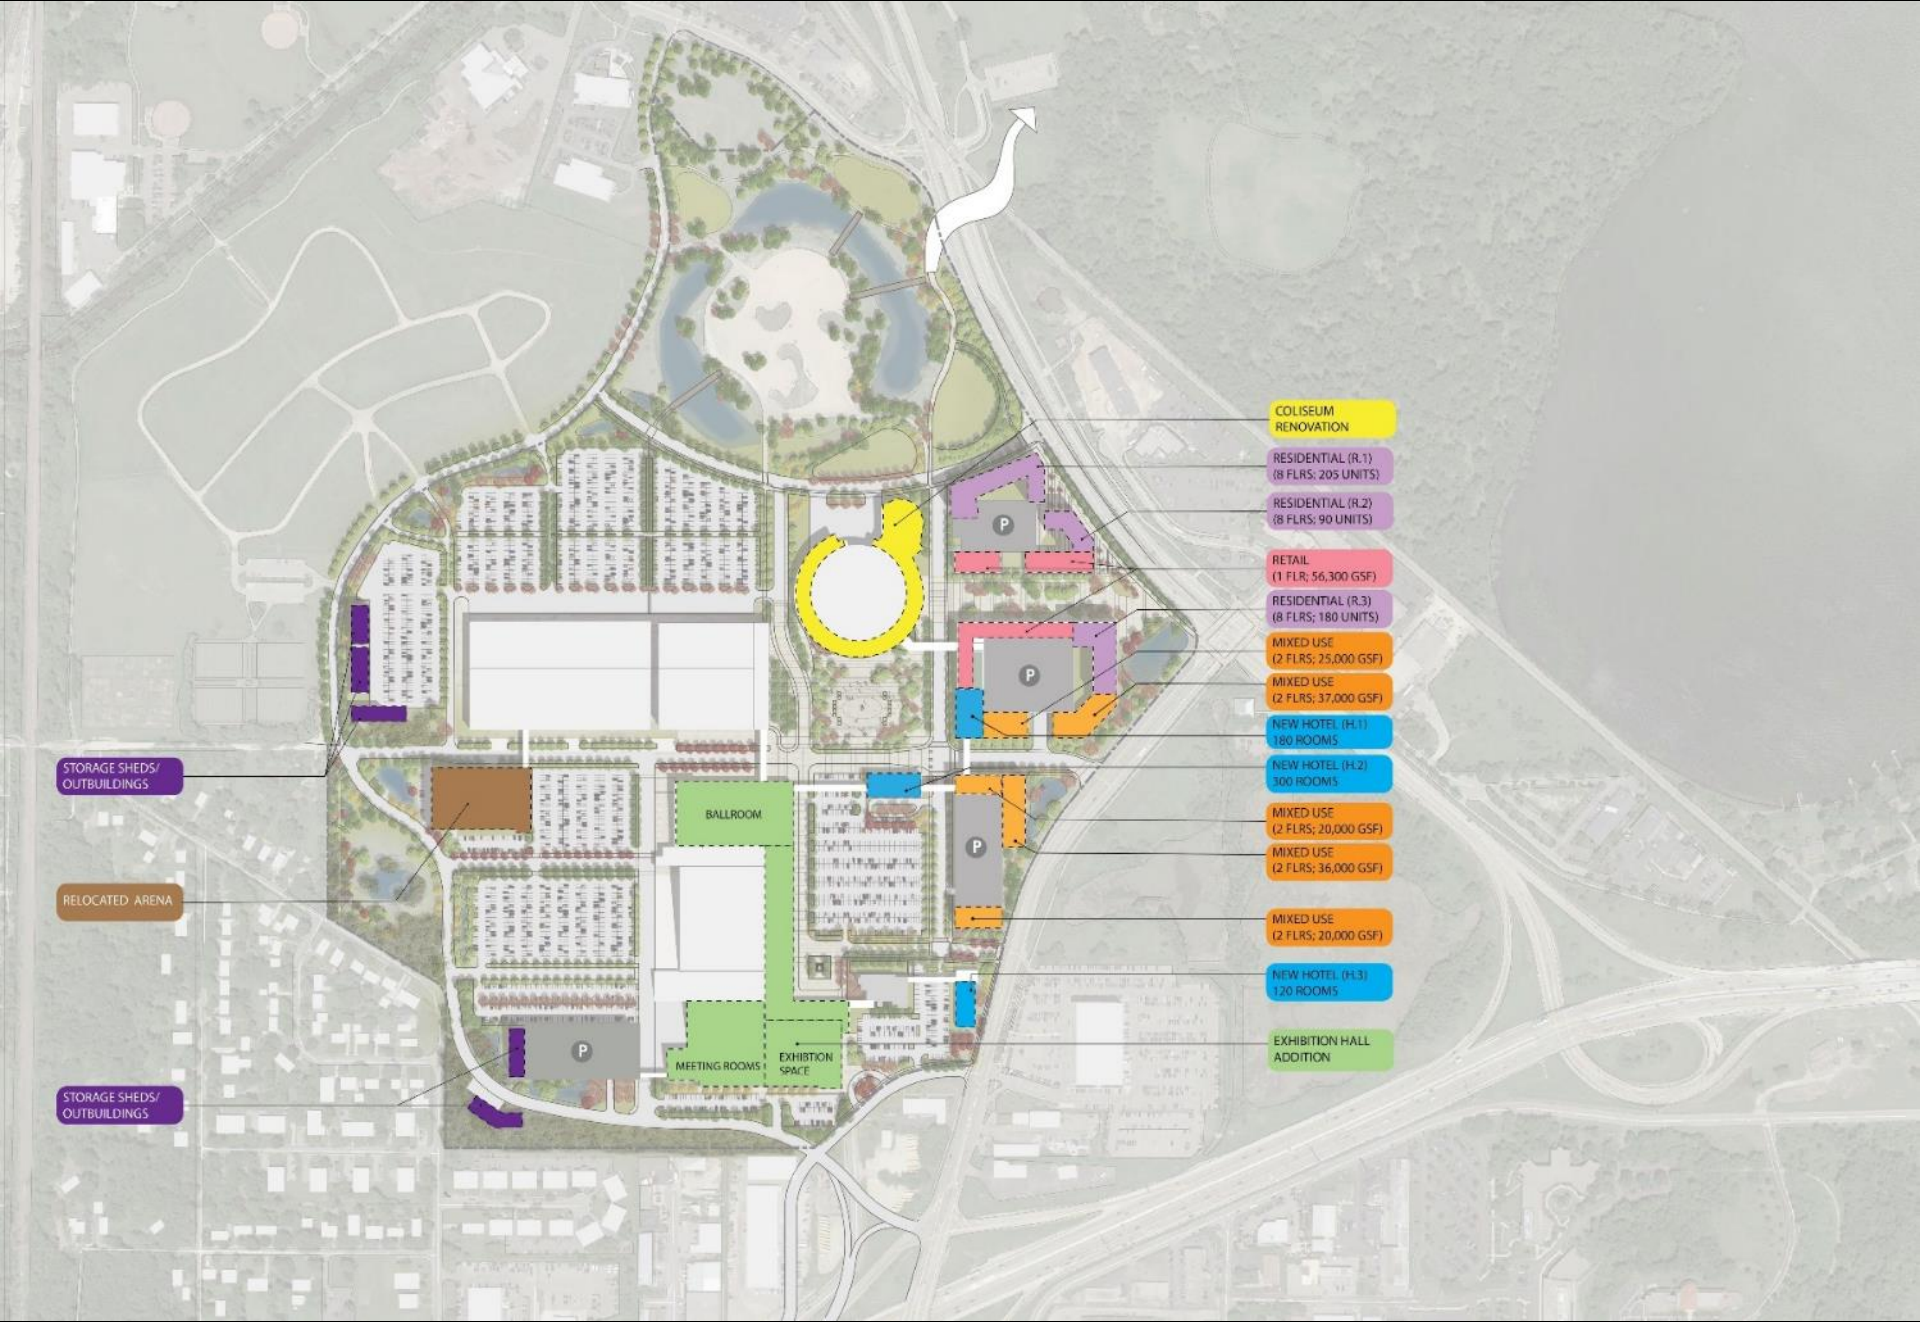 COLISEUM
RENOVATION
RESIDENTIAL (R.1)
(8 FLRS; 205 UNITS)
RESIDENTIAL (R.2)
(8 FLRS; 90 UNITS)
RETAIL
(1 FLR; 56,300 GSF)
RESIDENTIAL (R.3)
(8 FLRS; 180 UNITS)
MIXED USE
(2 FLRS; 25,000 GSF)
MIXED USE
(2 FLRS; 37,000 GSF)
NEW HOTEL (H.1)
180 ROOMS
NEW HOTEL (H.2)
300 ROOMS
MIXED USE
(2 FLRS; 20,000 GSF)
MIXED USE
(2 FLRS; 36,000 GSF)
MIXED USE
(2 FLRS; 20,000 GSF)
NEW HOTEL (H.3)
120 ROOMS
EXHIBITION HALL
ADDITION
STORAGE SHEDS/
OUTBUILDINGS
RELOCATED ARENA
STORAGE SHEDS/
OUTBUILDINGS
P
P
P
P
BALLROOM
MEETING ROOMS
EXHIBTION
SPACE